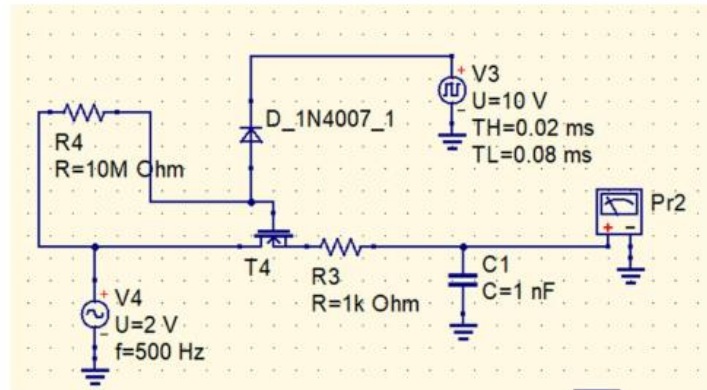 V3
U=10 V
TH=0.02 ms
TL=0.08 ms
D_1N4007_1
R4
R=10M Ohm
Pr2
T4
R3
R=1k Ohm
C1
C=1 nF
V4
U=2 V
f=500 Hz